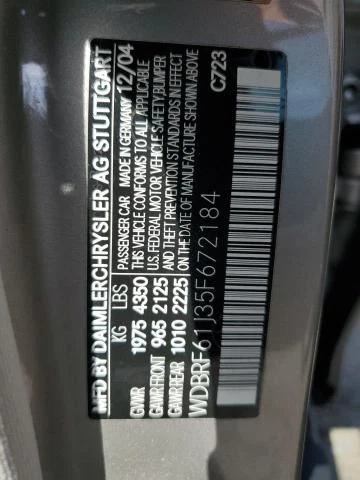 MFD BY DAIMLERCHRYSLER AG STUTTGART
KG LBS PASSENGER CAR MADE IN GERMANY 12/04
GVWR 1975 4350 THIS VEHICLE CONFORMS TO ALL APPLICABLE
GAWR/FRONT 965 2125 U.S. FEDERAL MOTOR VEHICLE SAFETY, BUMPER
GAWR/REAR 1010 2225 AND THEFT PREVENTION STANDARDS IN EFFECT
ON THE DATE OF MANUFACTURE SHOWN ABOVE
WDBRF61J35F672184 C723